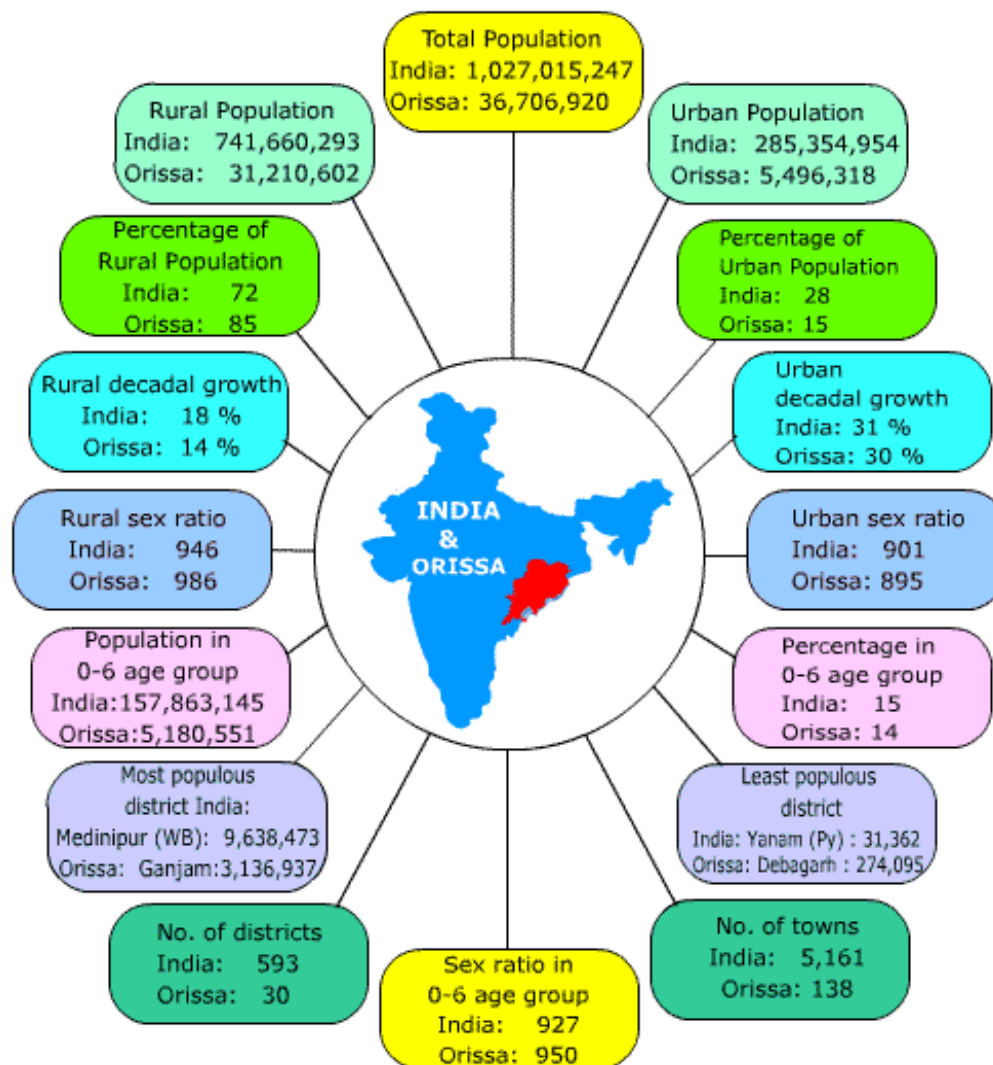 Total Population
India: 1,027,015,247
Orissa: 36,706,920
Rural Population
India: 741,660,293
Orissa: 31,210,602
Urban Population
India: 285,354,954
Orissa: 5,496,318
Percentage of
Rural Population
India: 72
Orissa: 85
Percentage of
Urban Population
India: 28
Orissa: 15
Rural decadal growth
India: 18 %
Orissa: 14 %
Urban
decadal growth
India: 31 %
Orissa: 30 %
Rural sex ratio
India: 946
Orissa: 986
INDIA
&
ORISSA
Urban sex ratio
India: 901
Orissa: 895
Population in
0-6 age group
India:157,863,145
Orissa:5,180,551
Percentage in
0-6 age group
India: 15
Orissa: 14
Most populous
district India:
Medinipur (WB): 9,638,473
Orissa: Ganjam:3,136,937
Least populous
district
India: Yanam (Py) : 31,362
Orissa: Debagarh : 274,095
No. of districts
India: 593
Orissa: 30
Sex ratio in
0-6 age group
India: 927
Orissa: 950
No. of towns
India: 5,161
Orissa: 138